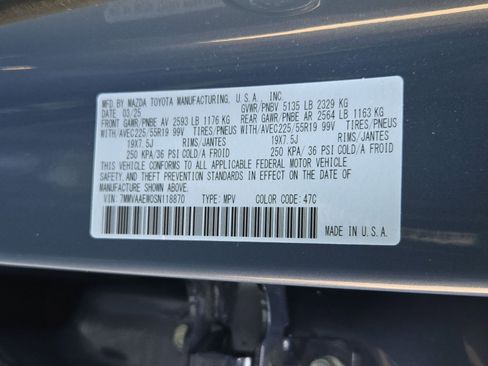 MFD. BY MAZDA TOYOTA MANUFACTURING, U.S.A., INC.
DATE 03/25 GVWR/PNBV 5135 LB 2329 KG
FRONT GAWR/PNBE AV 2593 LB 1176 KG REAR GAWR/PNBE AR 2564 LB 1163 KG
WITH/AVEC225/55R19 99V TIRES/PNEUS WITH/AVEC225/55R19 99V TIRES/PNEUS
19X7.5J RIMS/JANTES 19X7.5J RIMS/JANTES
250 KPA/36 PSI COLD/A FROID 250 KPA/36 PSI COLD/A FROID
THIS VEHICLE CONFORMS TO ALL APPLICABLE FEDERAL MOTOR VEHICLE
SAFETY, AND THEFT PREVENTION STANDARDS IN EFFECT ON THE DATE OF
MANUFACTURE SHOWN ABOVE.
VIN: 7MMVAAEW0SN118870 TYPE: MPV COLOR CODE: 47C
MADE IN U.S.A.